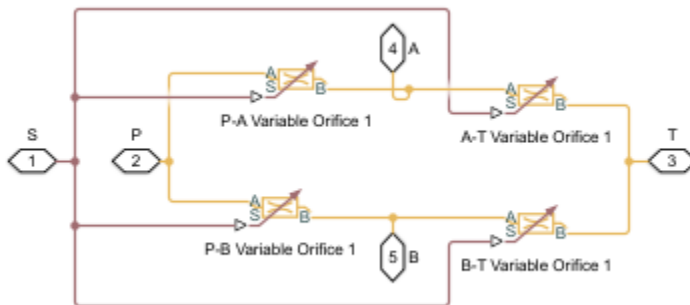 4 A
A
S
B
P-A Variable Orifice 1
A
S
B
A-T Variable Orifice 1
S
1
P
2
T
3
A
S
B
P-B Variable Orifice 1
5 B
A
S
B
B-T Variable Orifice 1